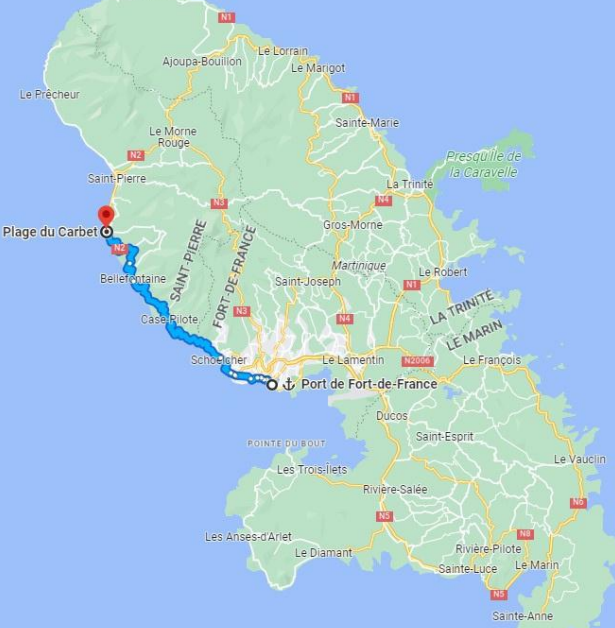 N1
Le Lorrain
Ajoupa-Bouillon
Le Marigot
Le Prêcheur
N1
Sainte-Marie
Le Morne
Rouge
N2
Presqu'île de
la Caravelle
Saint-Pierre
La Trinité
N3
N4
Plage du Carbet
Gros-Morne
N2
SAINT-PIERRE
FORT-DE-FRANCE
Martinique
Le Robert
Bellefontaine
Saint-Joseph
N1
LA TRINITÉ
Case-Pilote
N3
N4
LE MARIN
Schoelcher
Le Lamentin
N2006
Le François
Port de Fort-de-France
Ducos
POINTE DU BOUT
Saint-Esprit
Les Trois-Îlets
Le Vauclin
Rivière-Salée
N5
N6
Les Anses-d'Arlet
N8
Le Diamant
Rivière-Pilote
Sainte-Luce
Le Marin
N5
Sainte-Anne